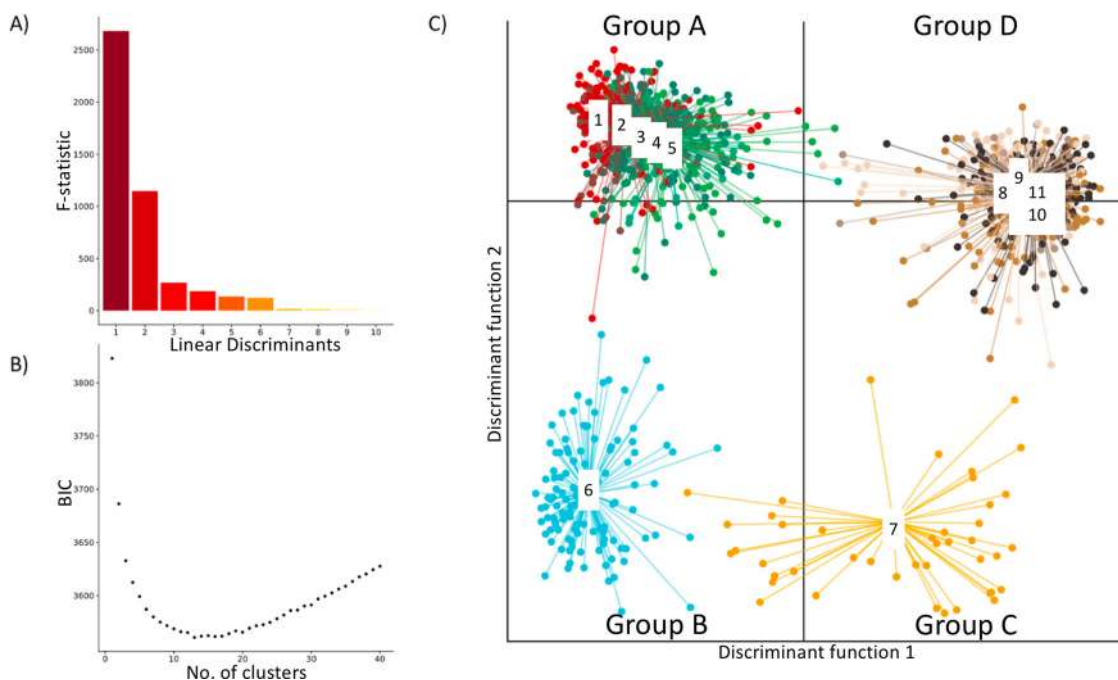 A)
2500
2000
1500
1000
500
0
F-statistic
1 2 3 4 5 6 7 8 9 10
Linear Discriminants
B)
3800
3700
3600
BIC
0 10 20 30 40
No. of clusters
C)
Group A Group D
1 2 3 4 5
9
8 11
10
6
7
Group B Group C
Discriminant function 2
Discriminant function 1